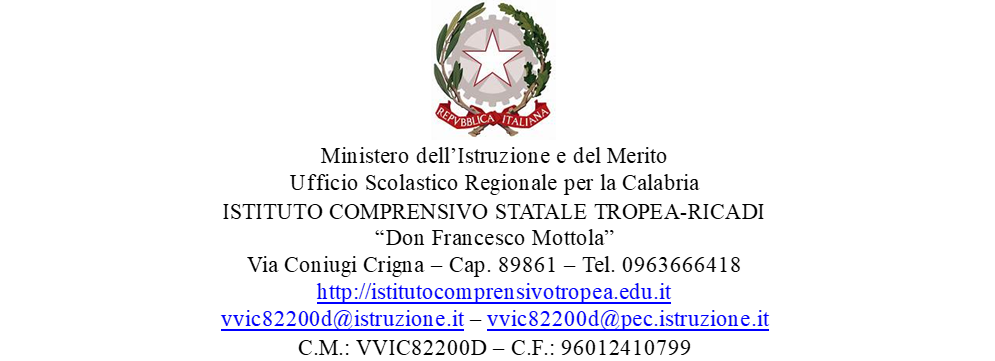 REPVBBLICA ITALIANA
Ministero dell’Istruzione e del Merito
Ufficio Scolastico Regionale per la Calabria
ISTITUTO COMPRENSIVO STATALE TROPEA-RICADI
“Don Francesco Mottola”
Via Coniugi Crigna – Cap. 89861 – Tel. 0963666418
http://istitutocomprensivotropea.edu.it
vvic82200d@istruzione.it – vvic82200d@pec.istruzione.it
C.M.: VVIC82200D – C.F.: 96012410799